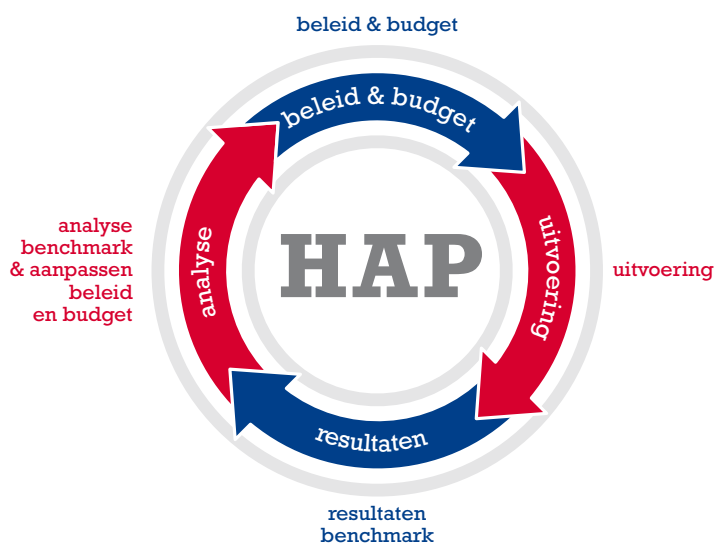 beleid & budget
beleid & budget
analyse
benchmark
& aanpassen
beleid
en budget
analyse
HAP
uitvoering
uitvoering
resultaten
resultaten
benchmark